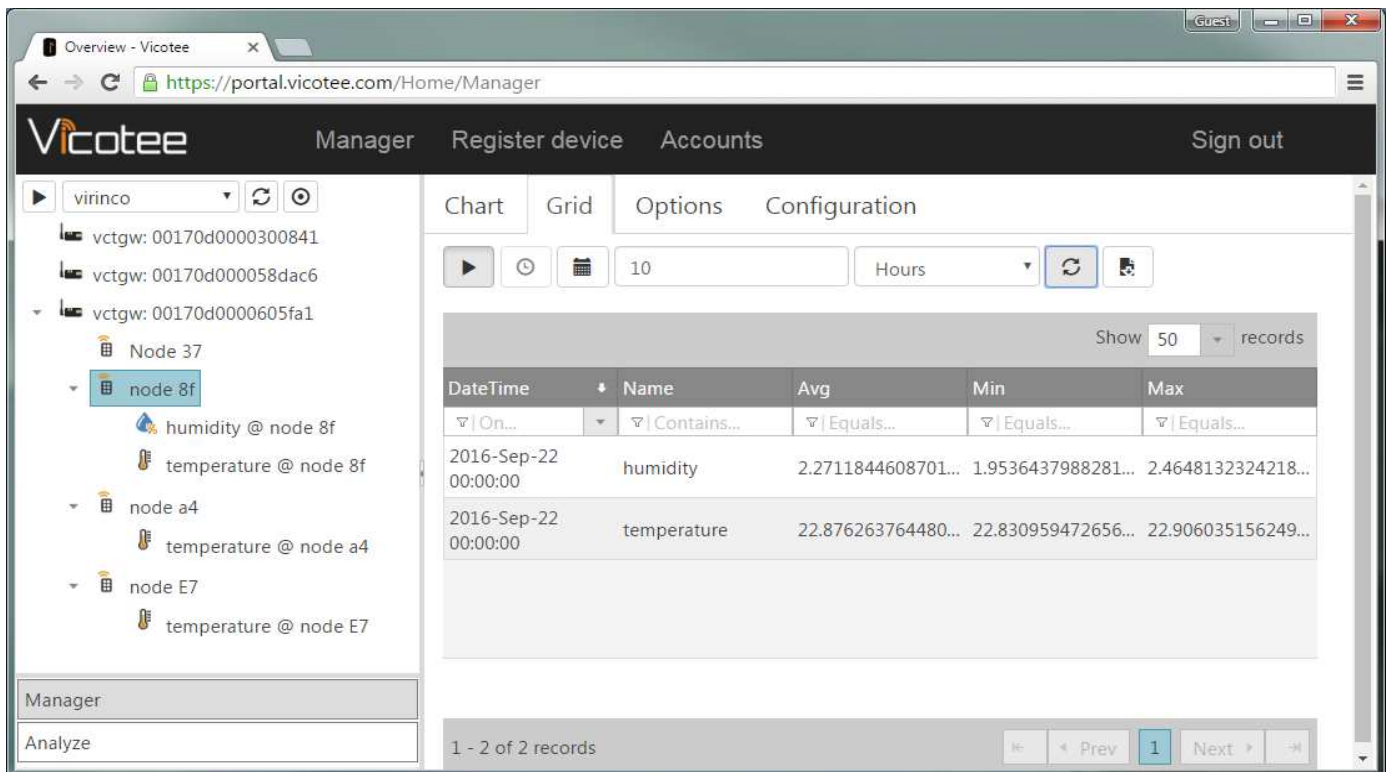 Guest
Overview - Vicotee
https://portal.vicotee.com/Home/Manager
Vicotee Manager Register device Accounts Sign out
virinco
vctgw: 00170d0000300841
vctgw: 00170d000058dac6
vctgw: 00170d0000605fa1
Node 37
node 8f
humidity @ node 8f
temperature @ node 8f
node a4
temperature @ node a4
node E7
temperature @ node E7
Manager
Analyze
Chart Grid Options Configuration
10 Hours
Show 50 records
DateTime Name Avg Min Max
On... Contains... Equals... Equals... Equals...
2016-Sep-22
00:00:00 humidity 2.2711844608701... 1.9536437988281... 2.4648132324218...
2016-Sep-22
00:00:00 temperature 22.876263764480... 22.830959472656... 22.906035156249...
1 - 2 of 2 records Prev 1 Next